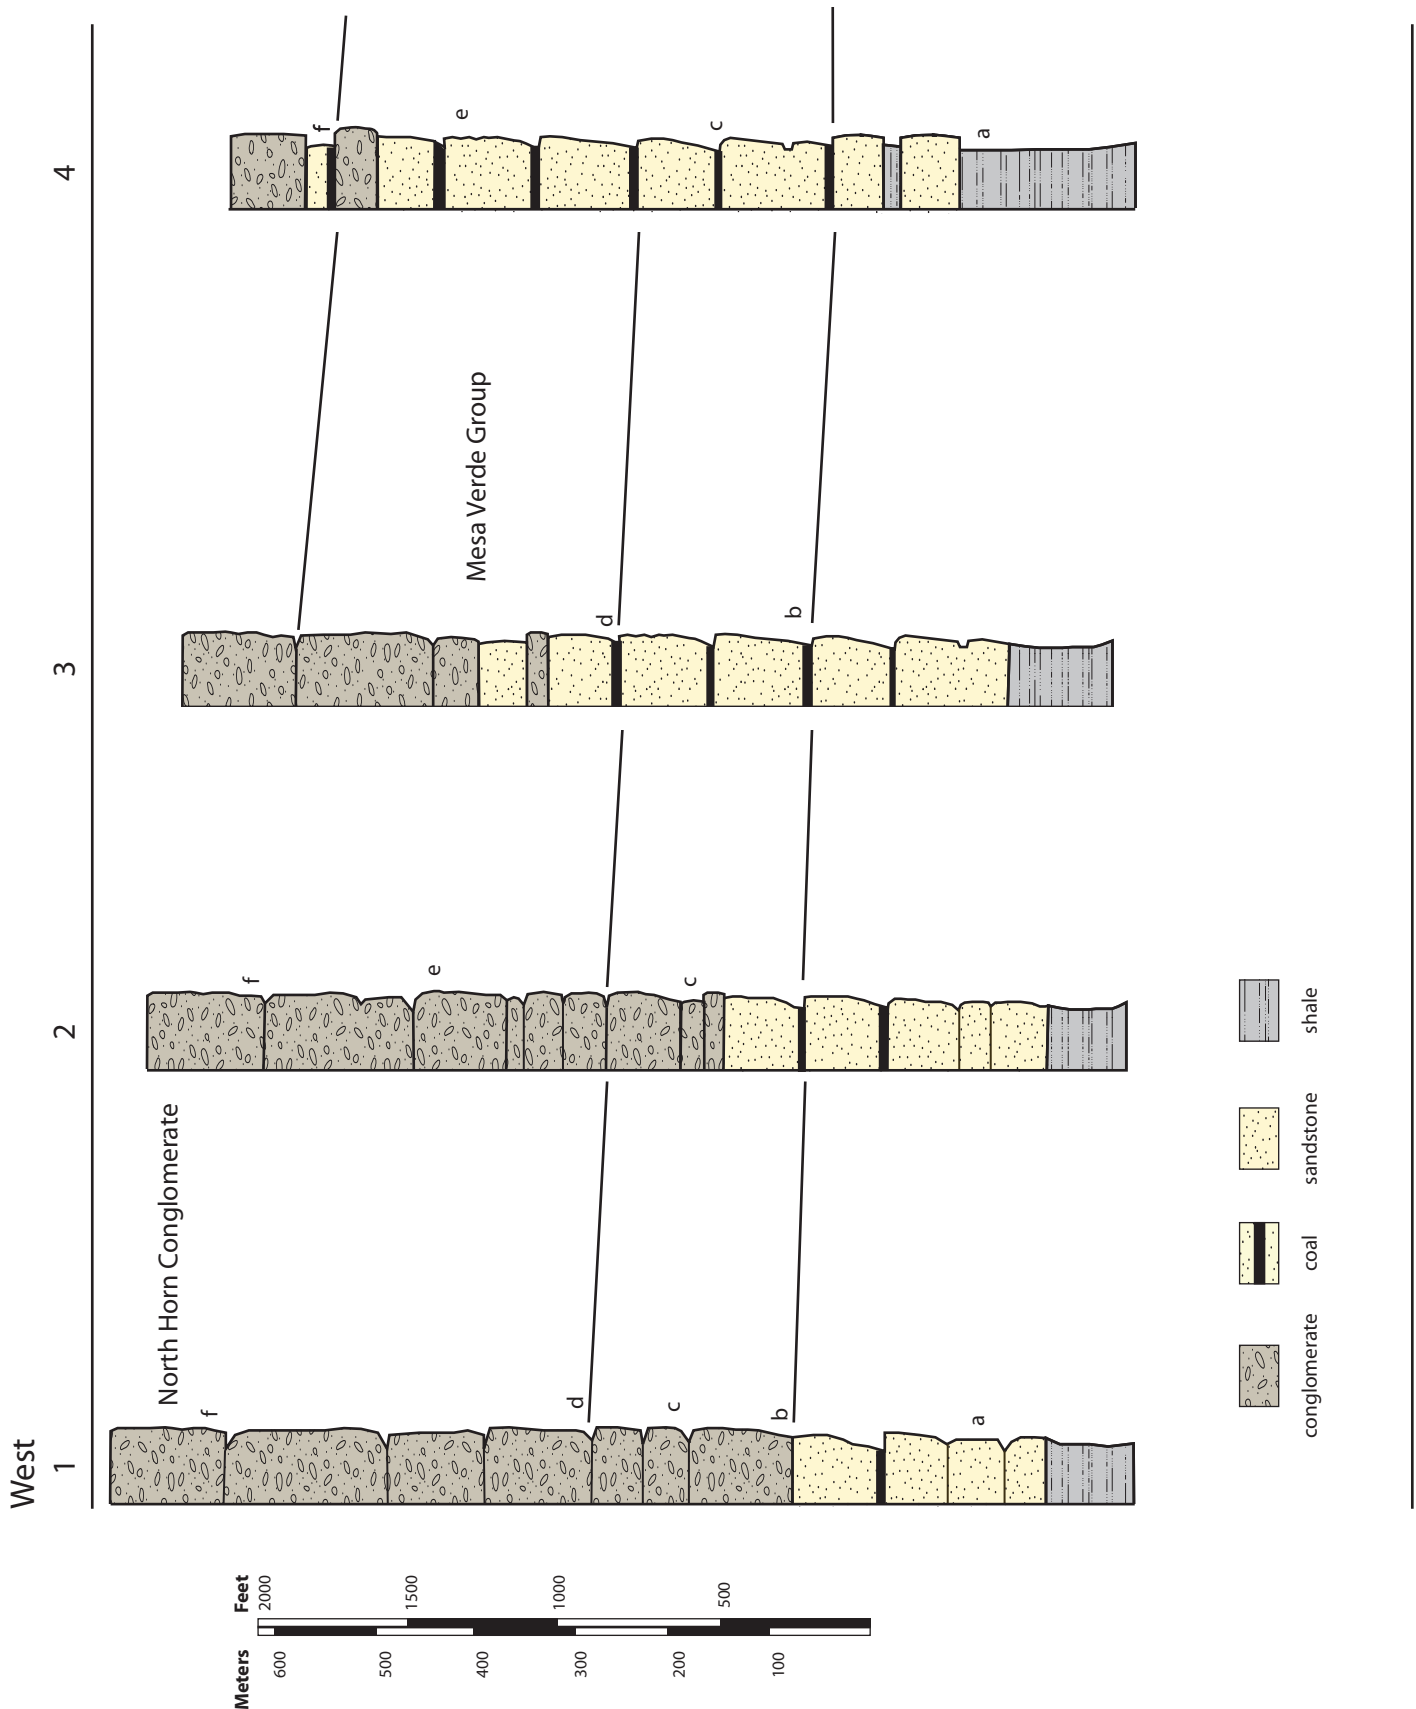 West
1
2
3
4
North Horn Conglomerate
Mesa Verde Group
f
d
c
b
a
f
e
c
d
b
f
e
c
a
Meters
Feet
600
500
400
300
200
100
2000
1500
1000
500
conglomerate
coal
sandstone
shale